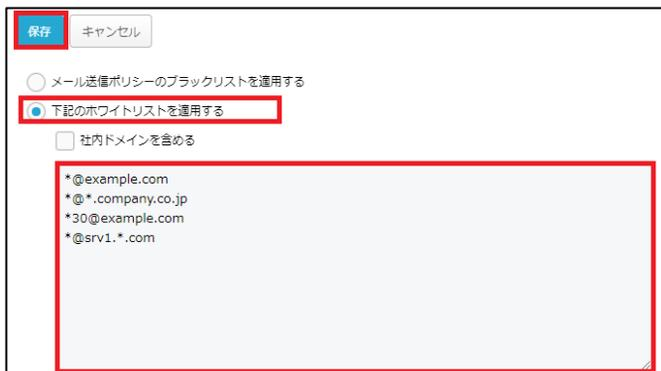 保存 キャンセル
メール送信ポリシーのブラックリストを適用する
下記のホワイトリストを適用する
社内ドメインを含める
*@example.com
*@*.company.co.jp
*30@example.com
*@srv1.*.com